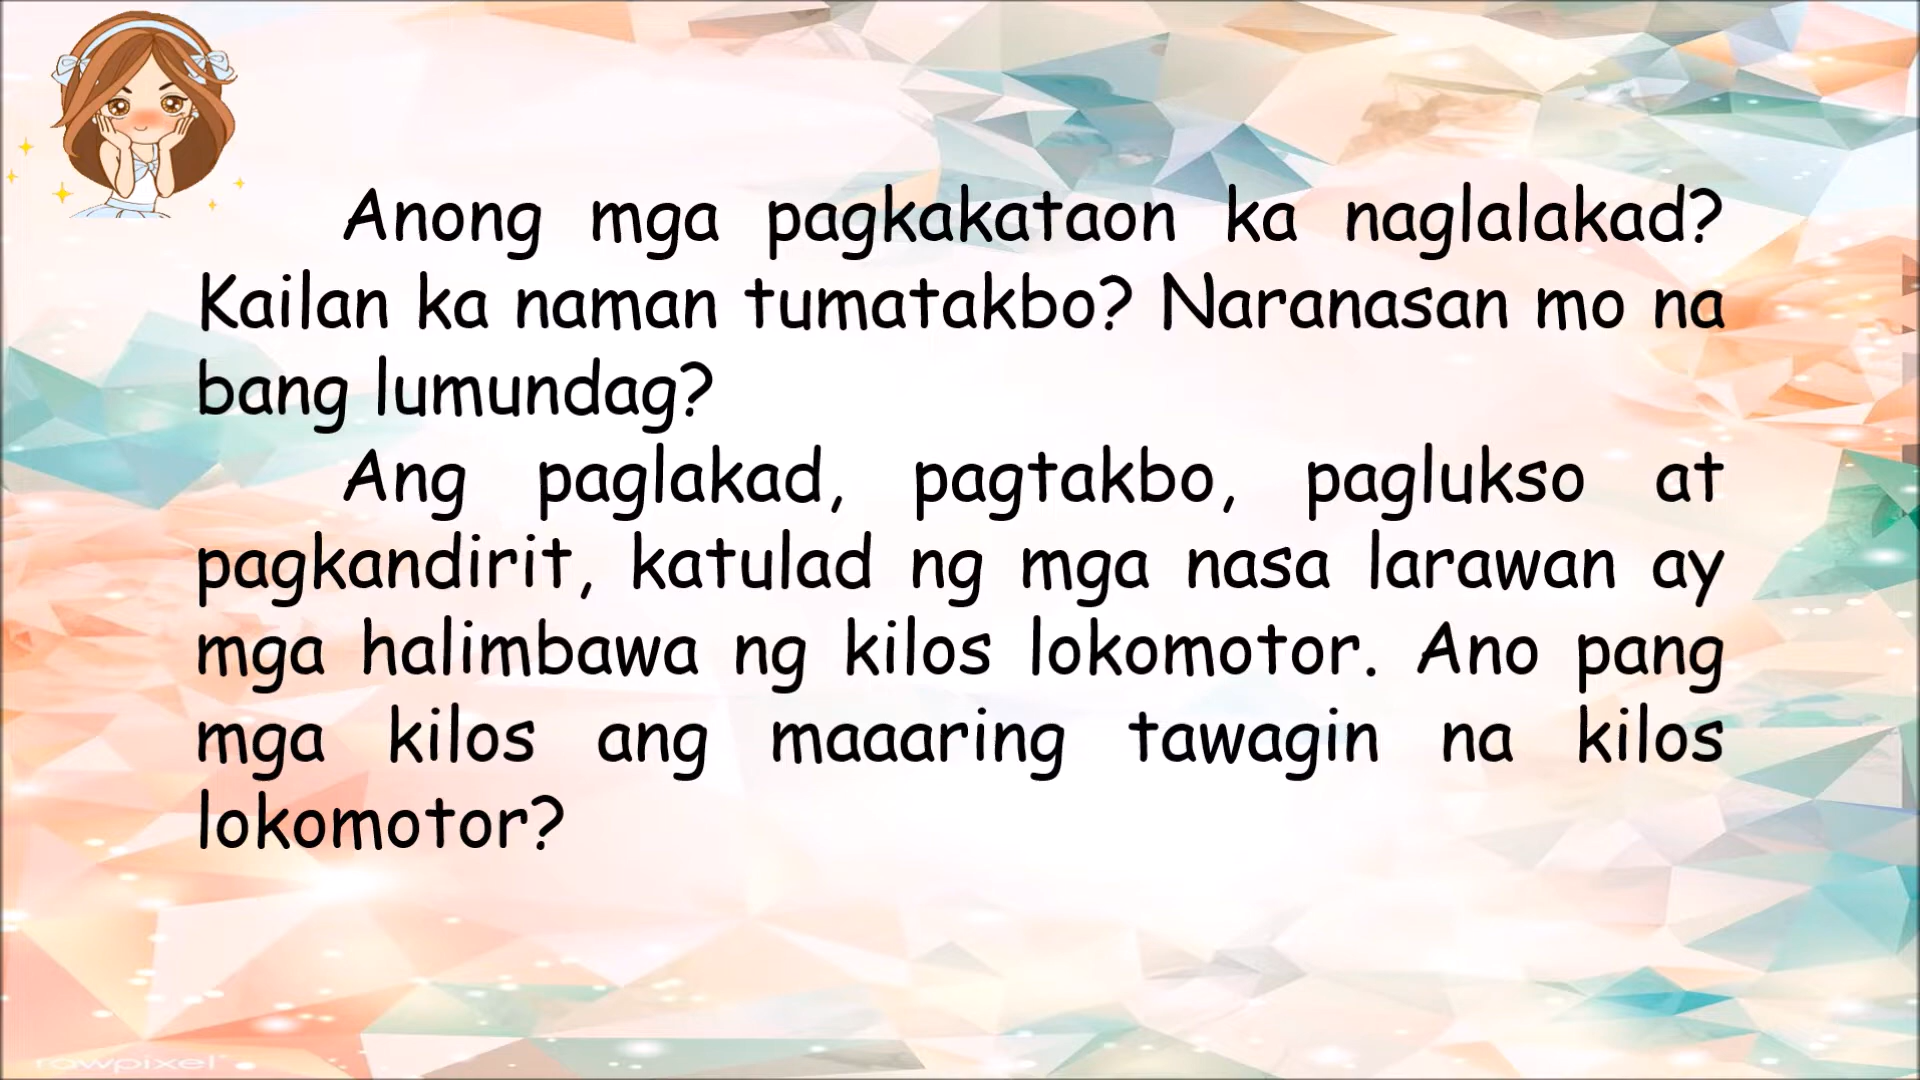 Anong mga pagkakataon ka naglalakad?
Kailan ka naman tumatakbo? Naranasan mo na
bang lumundag?
Ang paglakad, pagtakbo, paglukso at
pagkandirit, katulad ng mga nasa larawan ay
mga halimbawa ng kilos lokomotor. Ano pang
mga kilos ang maaaring tawagin na kilos
lokomotor?
rawpixel